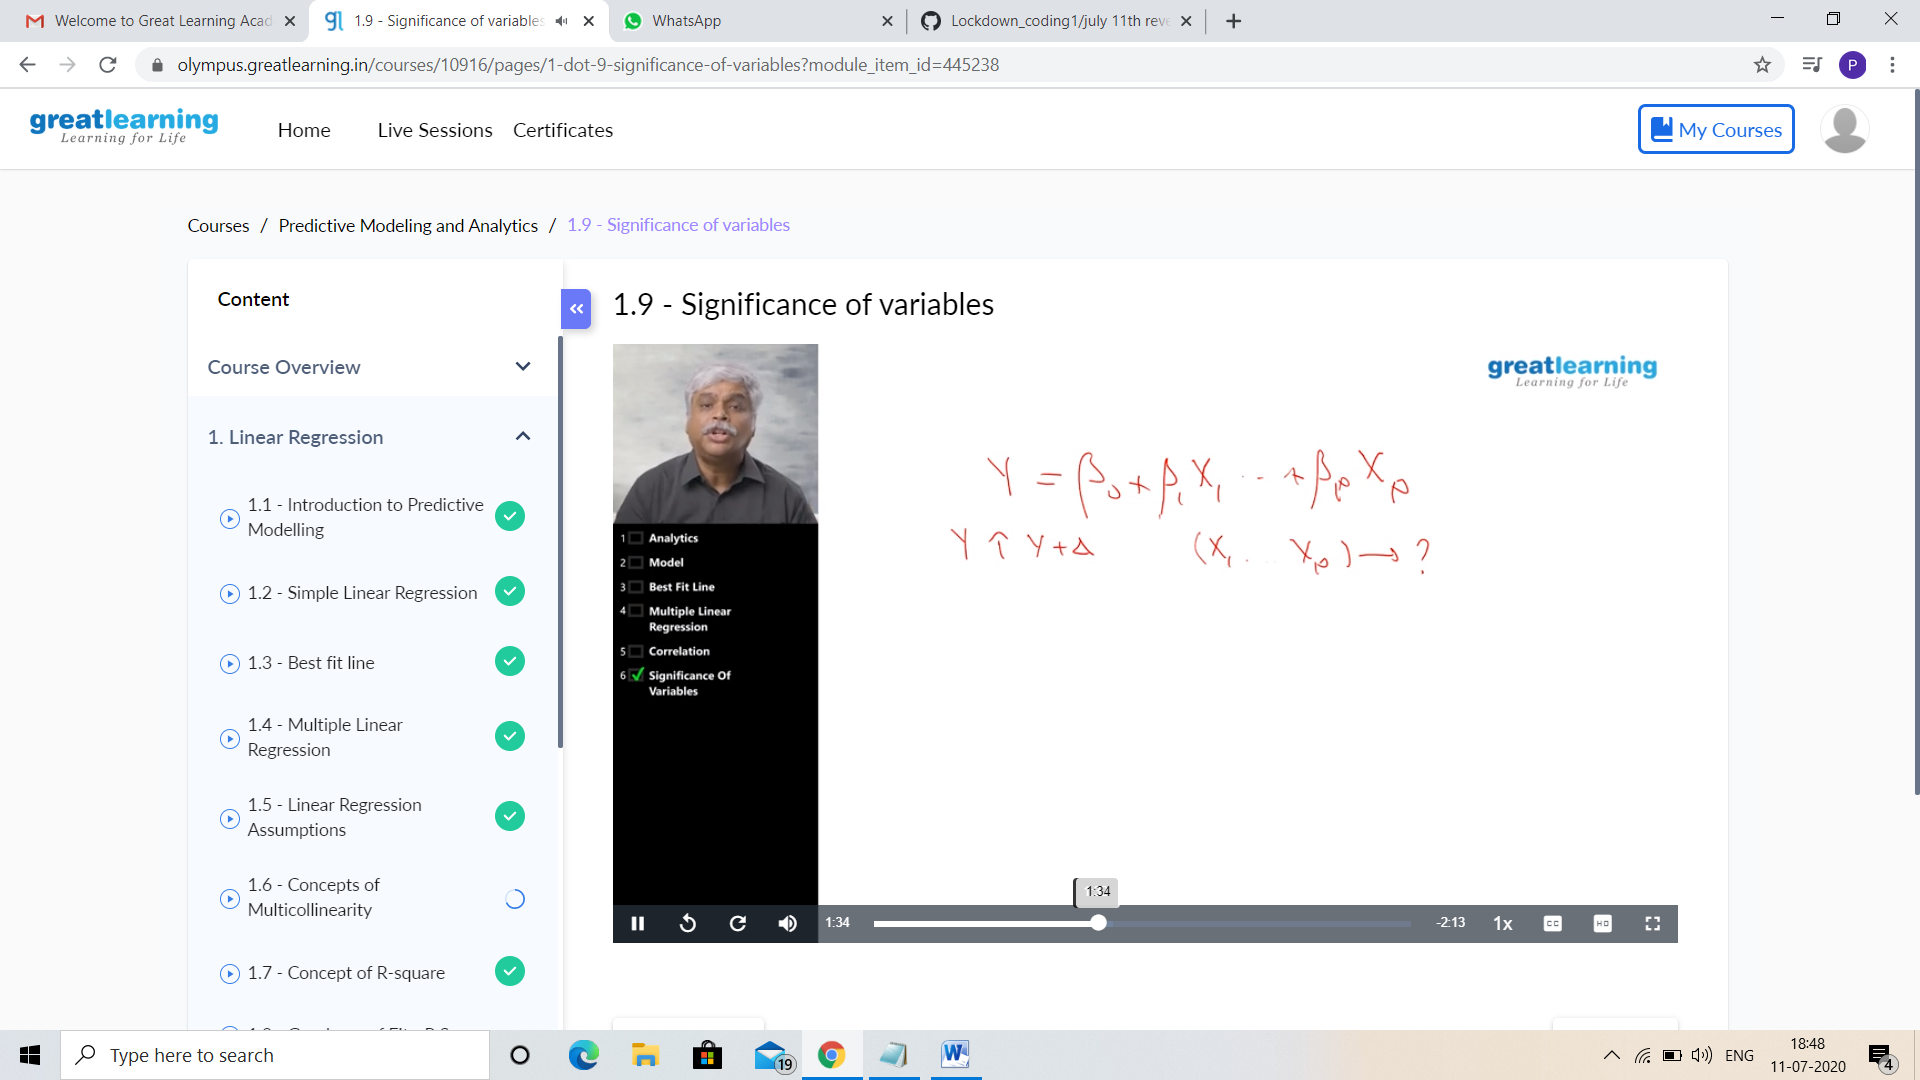 Welcome to Great Learning Acad
1.9 - Significance of variables
WhatsApp
Lockdown_coding1/july 11th reve
olympus.greatlearning.in/courses/10916/pages/1-dot-9-significance-of-variables?module_item_id=445238
P
greatlearning
Learning for Life
Home
Live Sessions
Certificates
My Courses
Courses / Predictive Modeling and Analytics / 1.9 - Significance of variables
Content
Course Overview
1. Linear Regression
1.1 - Introduction to Predictive
Modelling
1.2 - Simple Linear Regression
1.3 - Best fit line
1.4 - Multiple Linear
Regression
1.5 - Linear Regression
Assumptions
1.6 - Concepts of
Multicollinearity
1.7 - Concept of R-square
1.9 - Significance of variables
greatlearning
Learning for Life
1 Analytics
2 Model
3 Best Fit Line
4 Multiple Linear
Regression
5 Correlation
6 Significance Of
Variables
Y = β₀ + β₁ X₁ ... + βₚ Xₚ
Y ↑ Y + Δ (X₁ ... Xₚ) → ?
1:34
1:34
-2:13
1x
CC
HD
Type here to search
19
ENG
18:48
11-07-2020
4